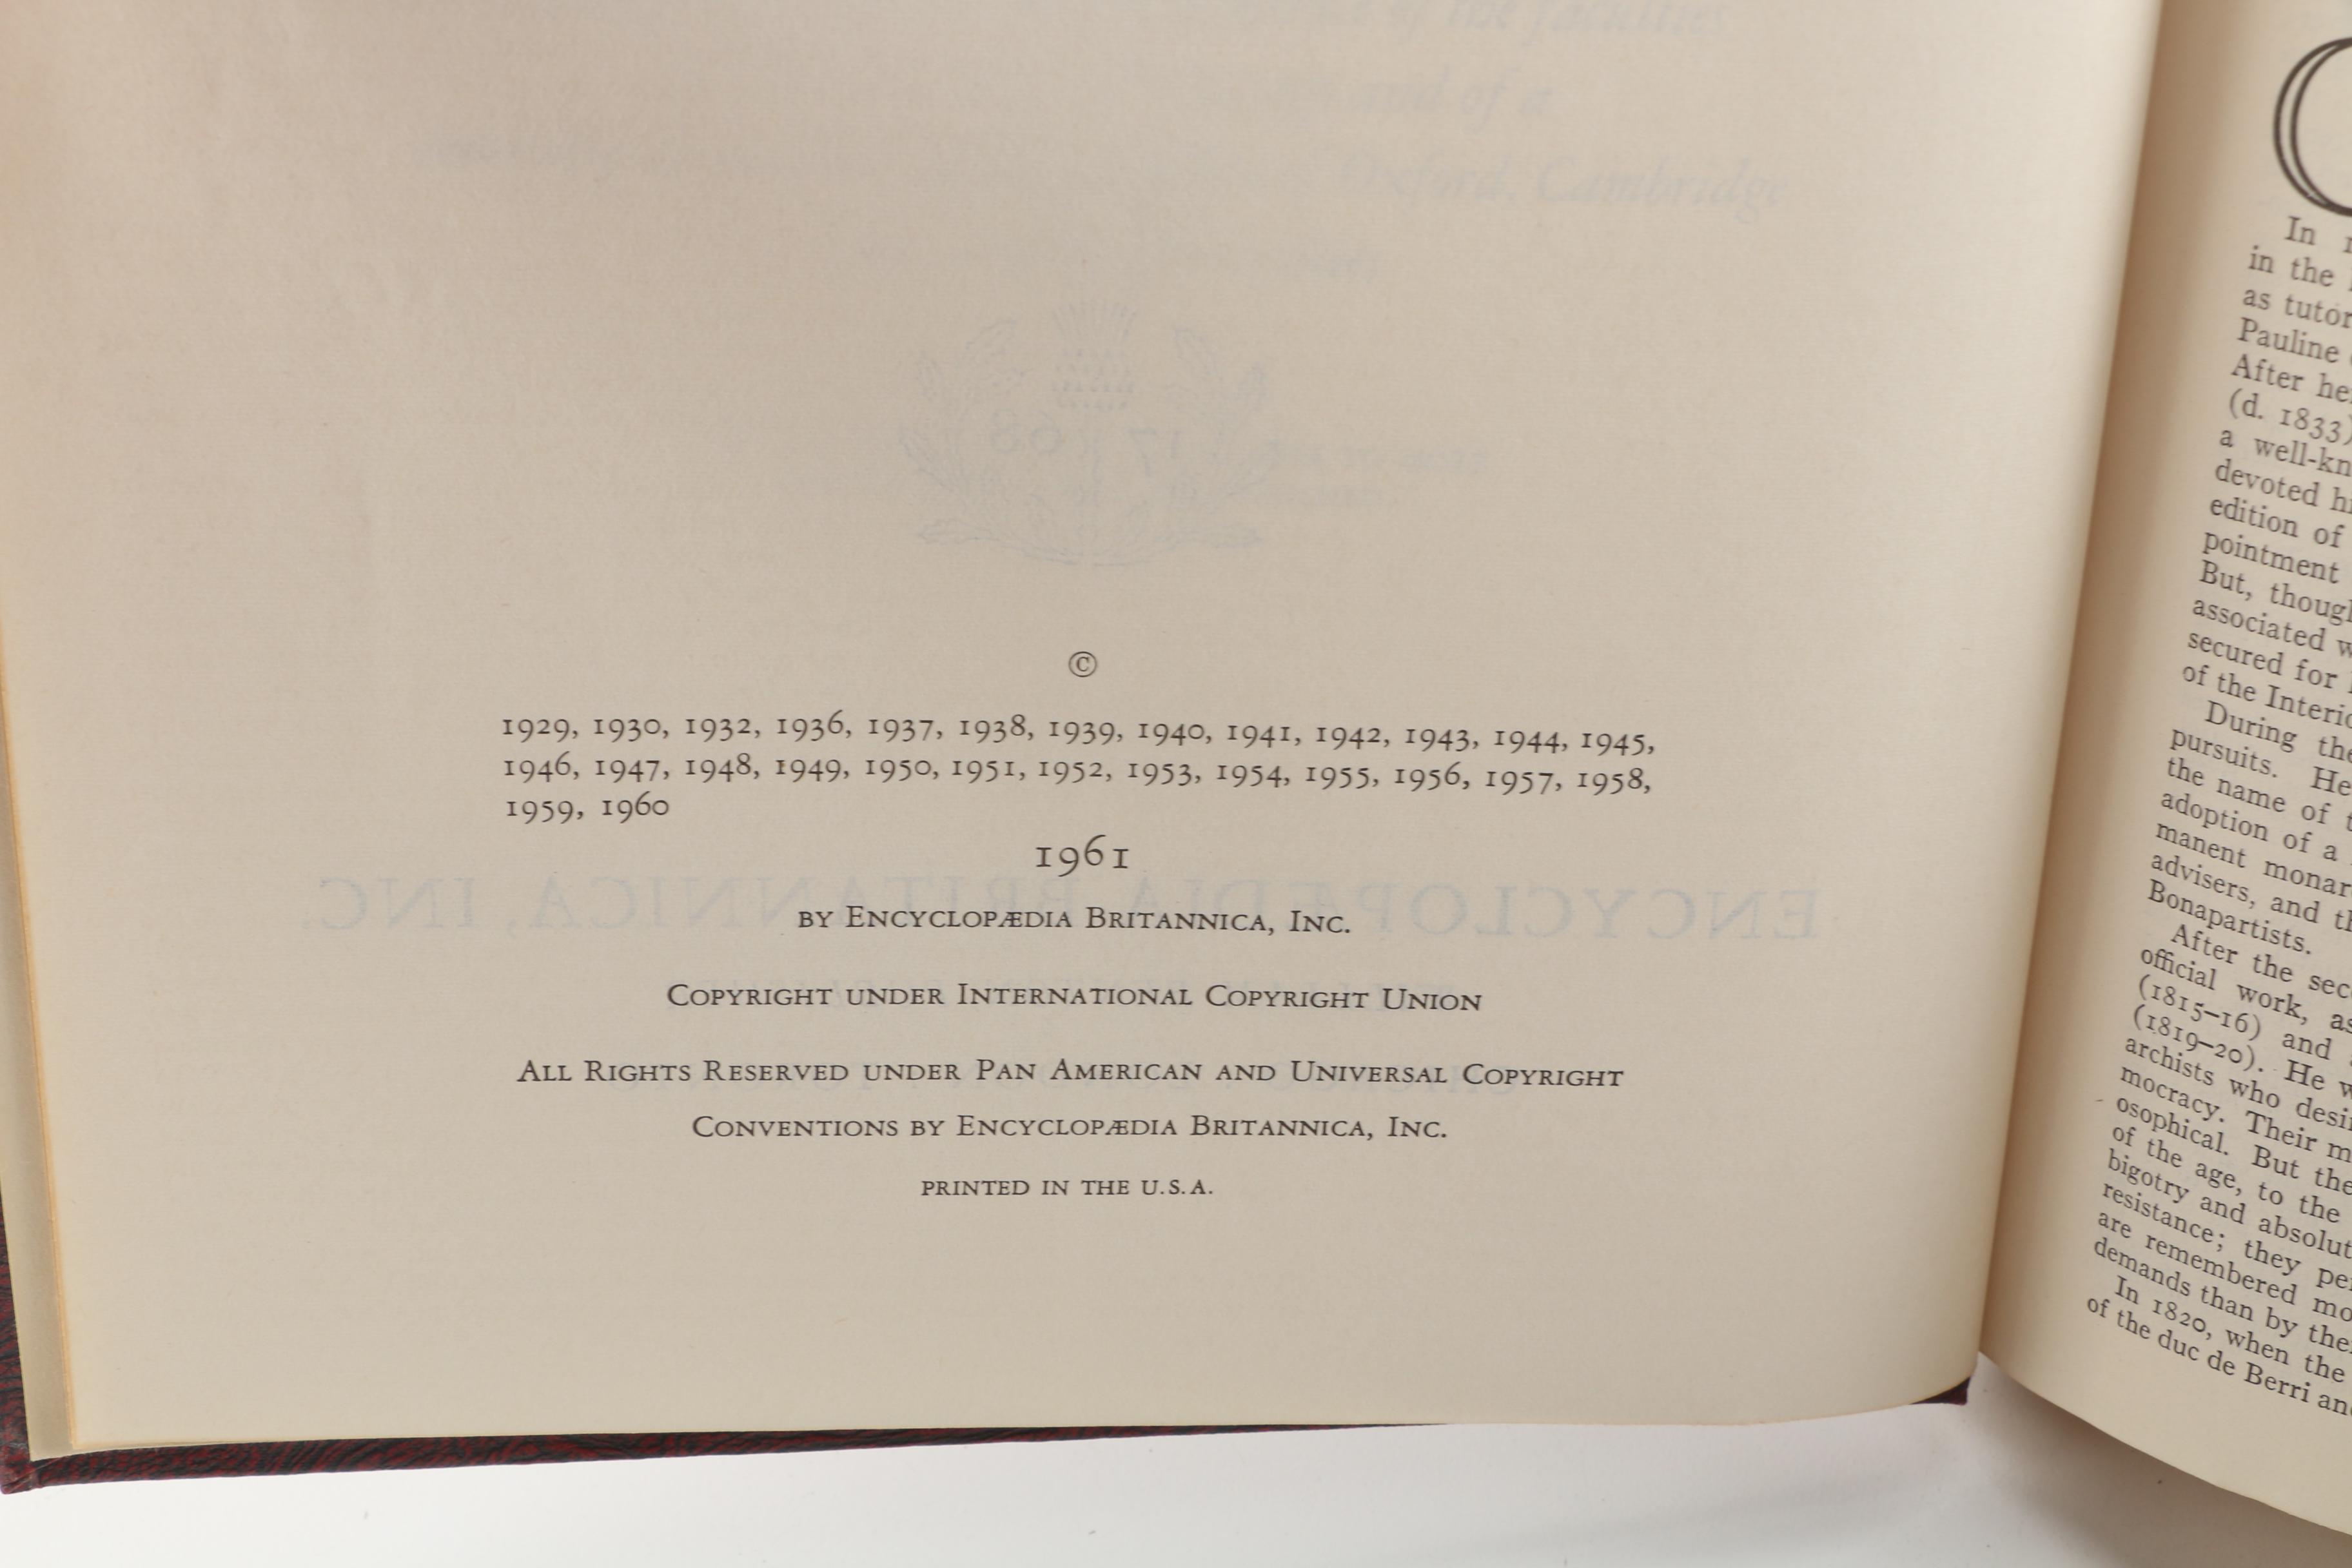 ©
1929, 1930, 1932, 1936, 1937, 1938, 1939, 1940, 1941, 1942, 1943, 1944, 1945,
1946, 1947, 1948, 1949, 1950, 1951, 1952, 1953, 1954, 1955, 1956, 1957, 1958,
1959, 1960
1961
BY ENCYCLOPÆDIA BRITANNICA, INC.
COPYRIGHT UNDER INTERNATIONAL COPYRIGHT UNION
ALL RIGHTS RESERVED UNDER PAN AMERICAN AND UNIVERSAL COPYRIGHT
CONVENTIONS BY ENCYCLOPÆDIA BRITANNICA, INC.
PRINTED IN THE U.S.A.
In
in the
as tutor
Pauline
After
(d. 1833)
a well-kn
devoted
edition of
pointment
But, though
associated
secured for
of the Interio
During the
pursuits. He
the name of
adoption of a
manent monar
advisers, and
Bonapartists.
After the sec
official work, as
(1815–16) and
(1819–20). He
archists who desi
mocracy. Their
osophical. But the
of the age, to the
bigotry and absolut
resistance; they pe
are remembered mo
demands than by the
In 1820, when the
of the duc de Berri an